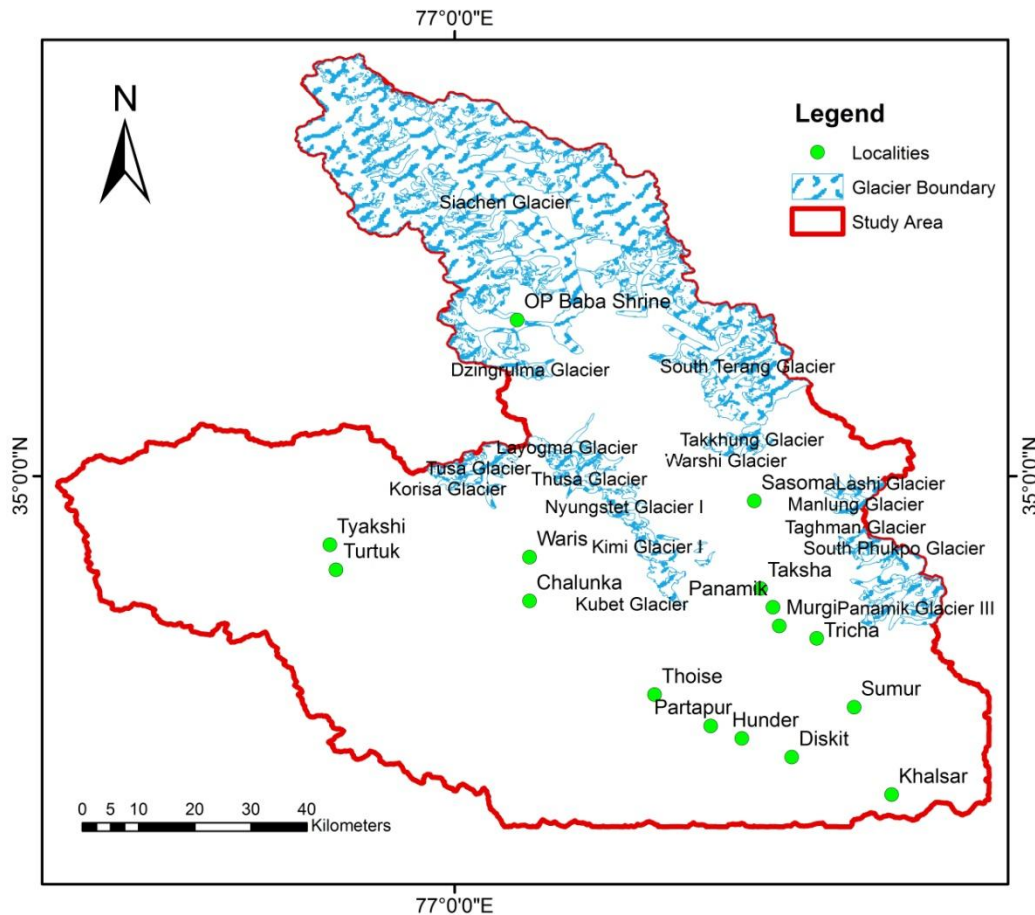 77°0'0"E
N
Legend
Localities
Glacier Boundary
Study Area
Siachen Glacier
OP Baba Shrine
Dzingrulma Glacier
South Terang Glacier
Takkhung Glacier
Layogma Glacier
Warshi Glacier
Tusa Glacier
35°0'0"N
35°0'0"N
Thusa Glacier
Sasoma
Lashi Glacier
Korisa Glacier
Manlung Glacier
Nyungstet Glacier I
Tyakshi
Taghman Glacier
Waris
Kimi Glacier I
South Phukpo Glacier
Turtuk
Taksha
Chalunka
Panamik
Kubet Glacier
Murgi
Panamik Glacier III
Tricha
Thoise
Sumur
Partapur
Hunder
Diskit
Khalsar
0 5 10 20 30 40
Kilometers
77°0'0"E